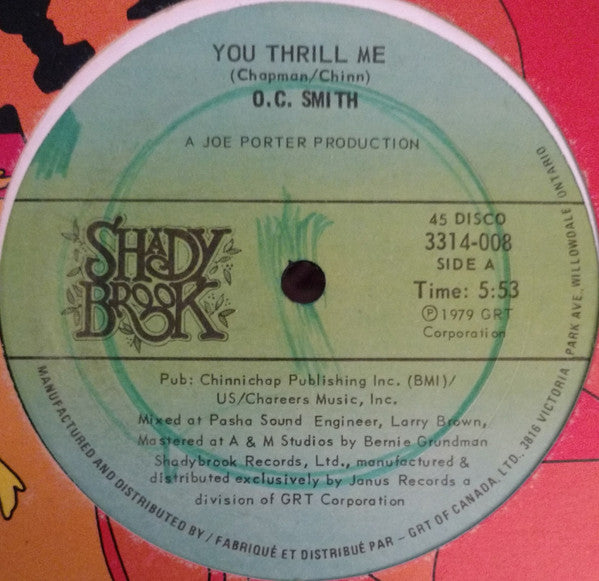 YOU THRILL ME
(Chapman/Chinn)
O.C. SMITH
A JOE PORTER PRODUCTION
SHADY
BROOK
45 DISCO
3314-008
SIDE A
Time: 5:53
Ⓟ1979 GRT
Corporation
Pub: Chinnichap Publishing Inc. (BMI)/
US/Chareers Music, Inc.
Mixed at Pasha Sound Engineer, Larry Brown,
Mastered at A & M Studios by Bernie Grundman
Shadybrook Records, Ltd., manufactured &
distributed exclusively by Janus Records a
division of GRT Corporation
MANUFACTURED AND DISTRIBUTED BY / FABRIQUÉ ET DISTRIBUÉ PAR – GRT OF CANADA, LTD., 3816 VICTORIA PARK AVE., WILLOWDALE ONTARIO